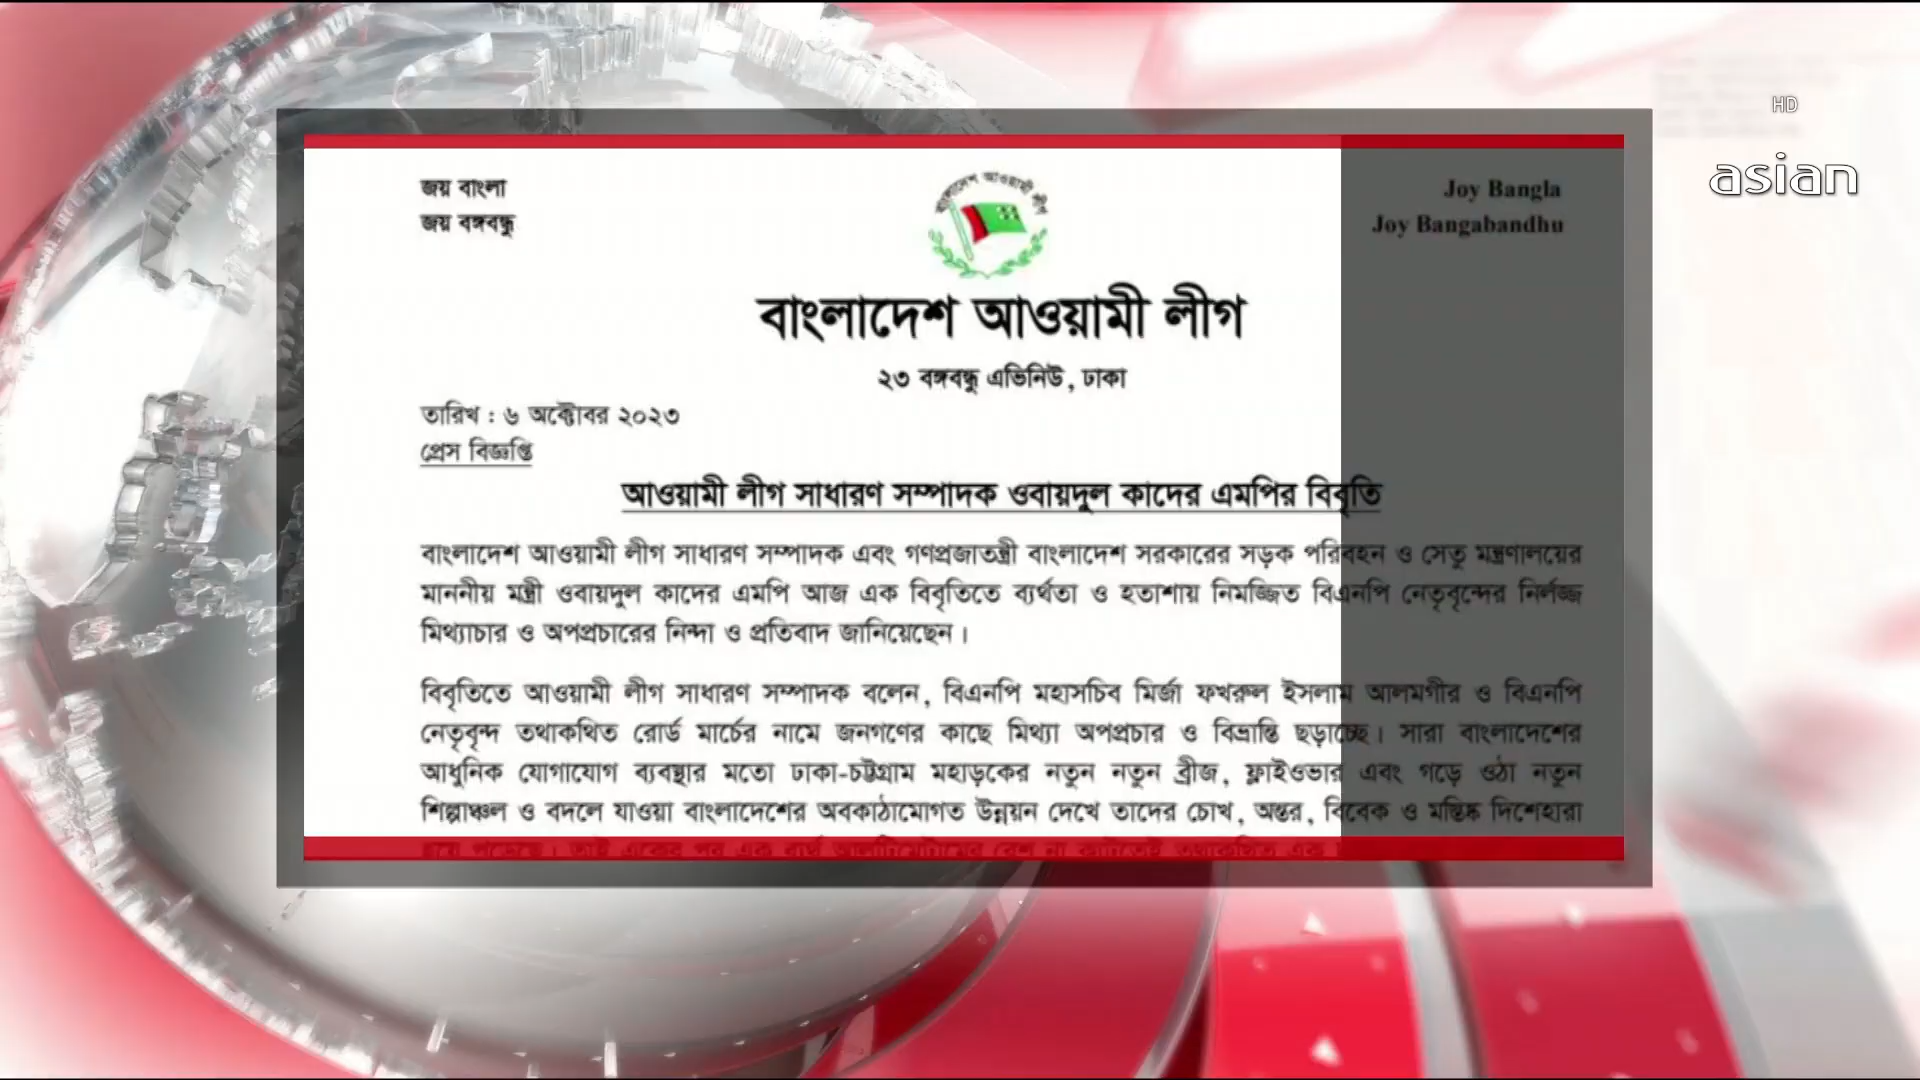 HD
asian
জয় বাংলা
জয় বঙ্গবন্ধু
Joy Bangla
Joy Bangabandhu
বাংলাদেশ আওয়ামী লীগ
বাংলাদেশ আওয়ামী লীগ
২৩ বঙ্গবন্ধু এভিনিউ, ঢাকা
তারিখ : ৬ অক্টোবর ২০২৩
প্রেস বিজ্ঞপ্তি
আওয়ামী লীগ সাধারণ সম্পাদক ওবায়দুল কাদের এমপির বিবৃতি
বাংলাদেশ আওয়ামী লীগ সাধারণ সম্পাদক এবং গণপ্রজাতন্ত্রী বাংলাদেশ সরকারের সড়ক পরিবহন ও সেতু মন্ত্রণালয়ের
মাননীয় মন্ত্রী ওবায়দুল কাদের এমপি আজ এক বিবৃতিতে ব্যর্থতা ও হতাশায় নিমজ্জিত বিএনপি নেতৃবৃন্দের নির্লজ্জ
মিথ্যাচার ও অপপ্রচারের নিন্দা ও প্রতিবাদ জানিয়েছেন।
বিবৃতিতে আওয়ামী লীগ সাধারণ সম্পাদক বলেন, বিএনপি মহাসচিব মির্জা ফখরুল ইসলাম আলমগীর ও বিএনপি
নেতৃবৃন্দ তথাকথিত রোর্ড মার্চের নামে জনগণের কাছে মিথ্যা অপপ্রচার ও বিভ্রান্তি ছড়াচ্ছে। সারা বাংলাদেশের
আধুনিক যোগাযোগ ব্যবস্থার মতো ঢাকা-চট্টগ্রাম মহাড়কের নতুন নতুন ব্রীজ, ফ্লাইওভার এবং গড়ে ওঠা নতুন
শিল্পাঞ্চল ও বদলে যাওয়া বাংলাদেশের অবকাঠামোগত উন্নয়ন দেখে তাদের চোখ, অন্তর, বিবেক ও মস্তিষ্ক দিশেহারা